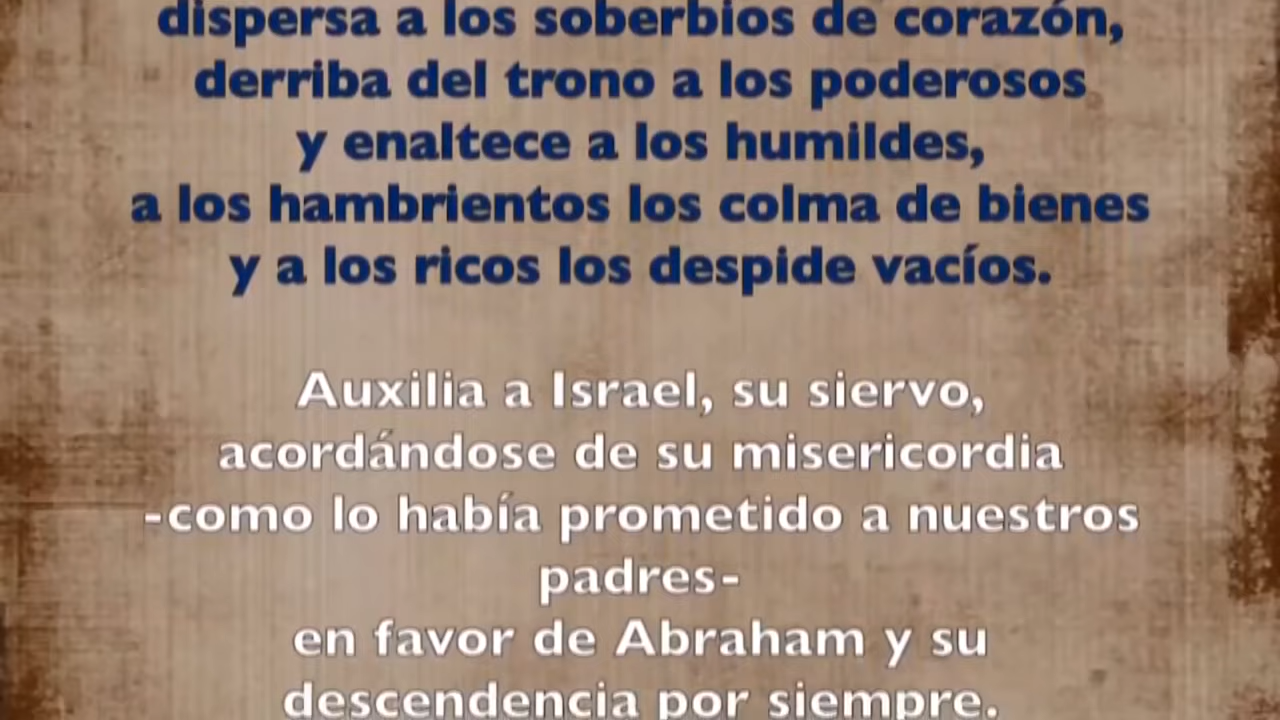 dispersa a los soberbios de corazón,
derriba del trono a los poderosos
y enaltece a los humildes,
a los hambrientos los colma de bienes
y a los ricos los despide vacíos.
Auxilia a Israel, su siervo,
acordándose de su misericordia
-como lo había prometido a nuestros
padres-
en favor de Abraham y su
descendencia por siempre.